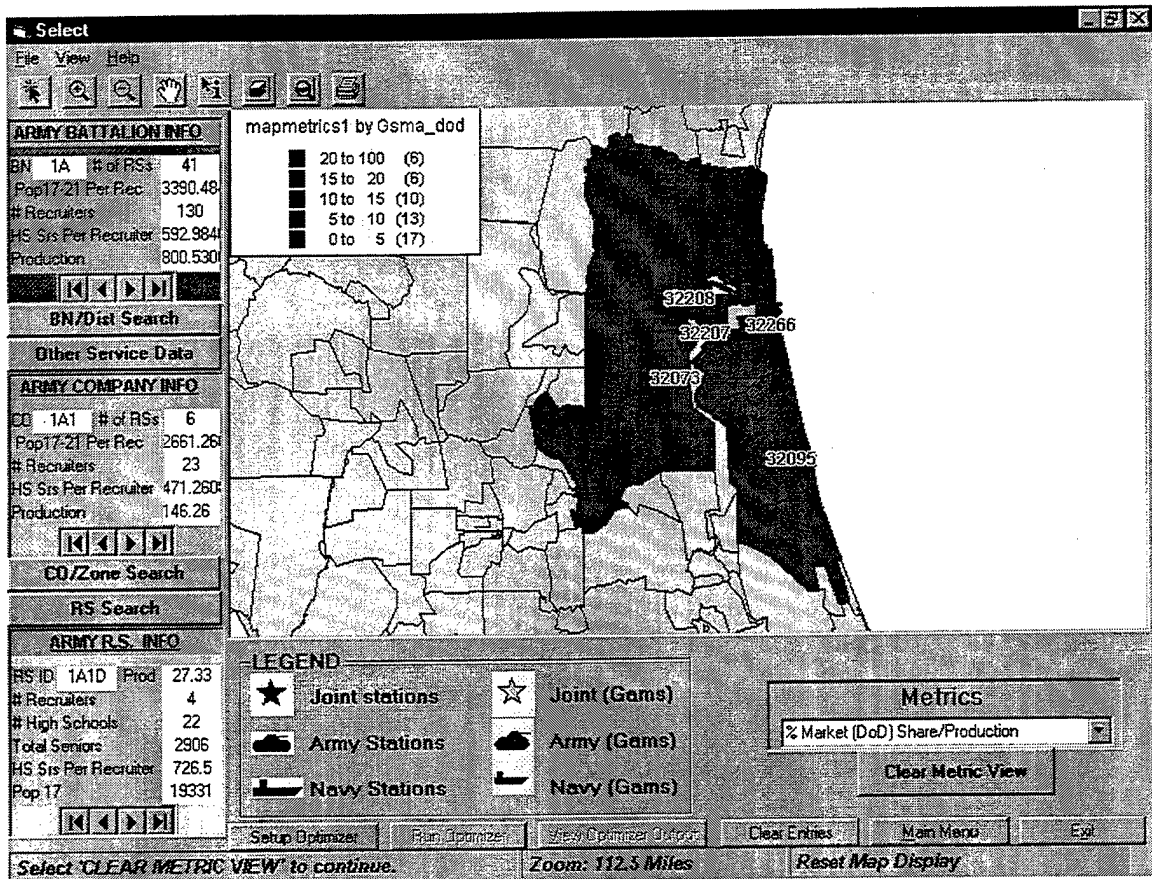 Select
File View Help
ARMY BATTALION INFO
BN 1A # of RSs 41
Pop17-21 Per Rec 3390.484
# Recruiters 130
HS Srs Per Recruiter 592.984
Production 800.530
BN/Dist Search
Other Service Data
ARMY COMPANY INFO
CO 1A1 # of RSs 6
Pop17-21 Per Rec 2661.26
# Recruiters 23
HS Srs Per Recruiter 471.260
Production 146.26
CO/Zone Search
RS Search
ARMY R.S. INFO
RS ID 1A1D Prod 27.33
# Recruiters 4
# High Schools 22
Total Seniors 2906
HS Srs Per Recruiter 726.5
Pop 17 19331
mapmetrics1 by Gsma_dod
20 to 100 (6)
15 to 20 (6)
10 to 15 (10)
5 to 10 (13)
0 to 5 (17)
32208
32266
32207
32073
32095
LEGEND
Joint stations
Joint (Gams)
Army Stations
Army (Gams)
Navy Stations
Navy (Gams)
Metrics
% Market (DoD) Share/Production
Clear Metric View
Setup Optimizer
Run Optimizer
View Optimizer Output
Clear Entries
Main Menu
Exit
Select 'CLEAR METRIC VIEW' to continue.
Zoom: 112.5 Miles
Reset Map Display